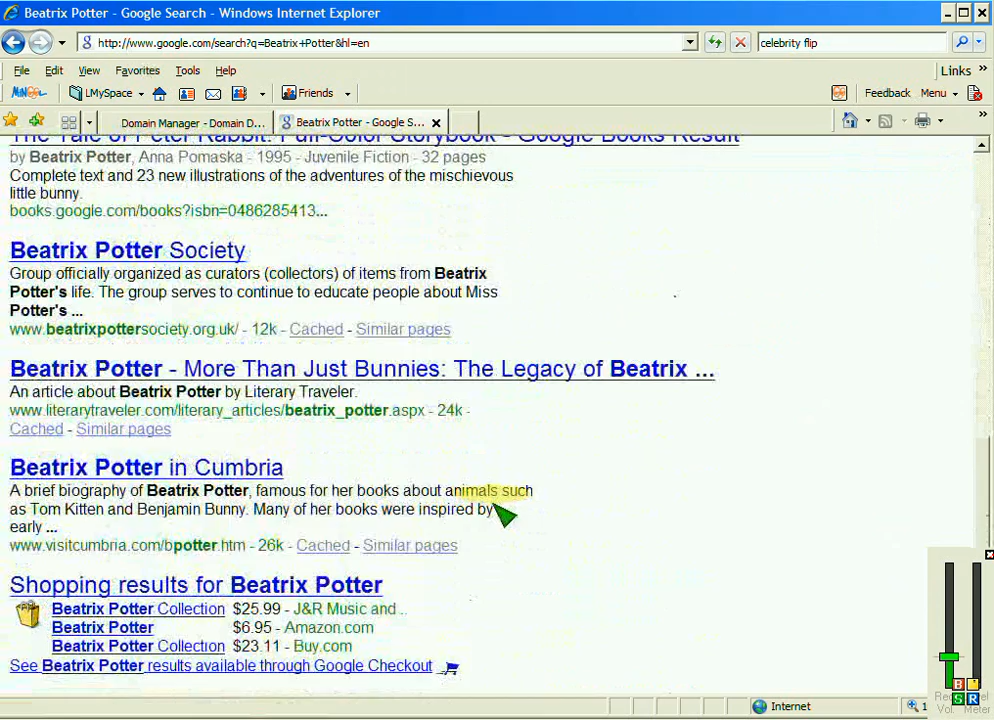 Beatrix Potter - Google Search - Windows Internet Explorer
http://www.google.com/search?q=Beatrix+Potter&hl=en
celebrity flip
File Edit View Favorites Tools Help
Links »
LMySpace
Friends
Feedback Menu
Domain Manager - Domain D...
Beatrix Potter - Google S...
The Tale of Peter Rabbit: Full-Color Storybook - Google Books Result
by Beatrix Potter, Anna Pomaska - 1995 - Juvenile Fiction - 32 pages
Complete text and 23 new illustrations of the adventures of the mischievous
little bunny.
books.google.com/books?isbn=0486285413...
Beatrix Potter Society
Group officially organized as curators (collectors) of items from Beatrix
Potter's life. The group serves to continue to educate people about Miss
Potter's ...
www.beatrixpottersociety.org.uk/ - 12k - Cached - Similar pages
Beatrix Potter - More Than Just Bunnies: The Legacy of Beatrix ...
An article about Beatrix Potter by Literary Traveler.
www.literarytraveler.com/literary_articles/beatrix_potter.aspx - 24k -
Cached - Similar pages
Beatrix Potter in Cumbria
A brief biography of Beatrix Potter, famous for her books about animals such
as Tom Kitten and Benjamin Bunny. Many of her books were inspired by
early ...
www.visitcumbria.com/bpotter.htm - 26k - Cached - Similar pages
Shopping results for Beatrix Potter
Beatrix Potter Collection $25.99 - J&R Music and ..
Beatrix Potter $6.95 - Amazon.com
Beatrix Potter Collection $23.11 - Buy.com
See Beatrix Potter results available through Google Checkout
Internet
1
B
S R
Vol. Meter